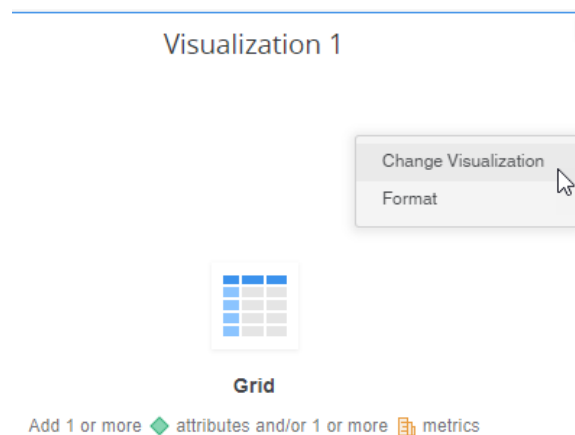 Visualization 1
Change Visualization
Format
Grid
Add 1 or more attributes and/or 1 or more metrics